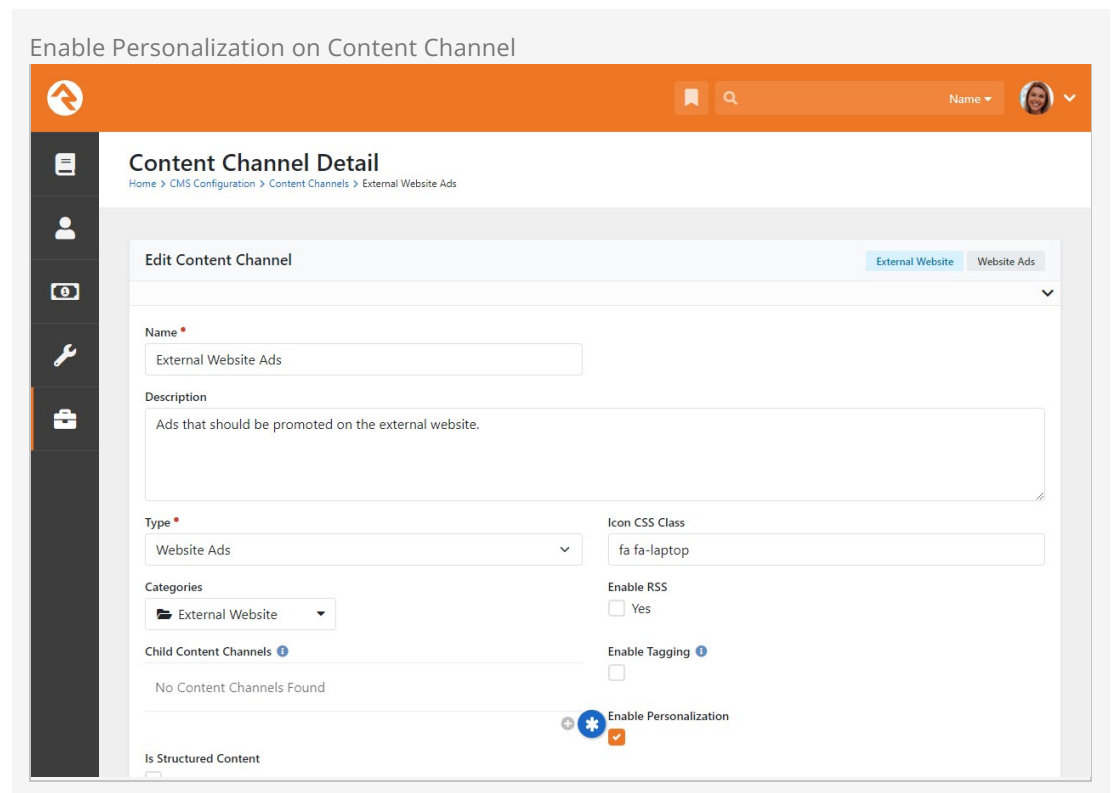 Enable Personalization on Content Channel
Name
Content Channel Detail
Home > CMS Configuration > Content Channels > External Website Ads
Edit Content Channel
External Website
Website Ads
Name
External Website Ads
Description
Ads that should be promoted on the external website.
Type
Icon CSS Class
Website Ads
fa fa-laptop
Categories
Enable RSS
External Website
Yes
Child Content Channels
Enable Tagging
No Content Channels Found
Enable Personalization
Is Structured Content